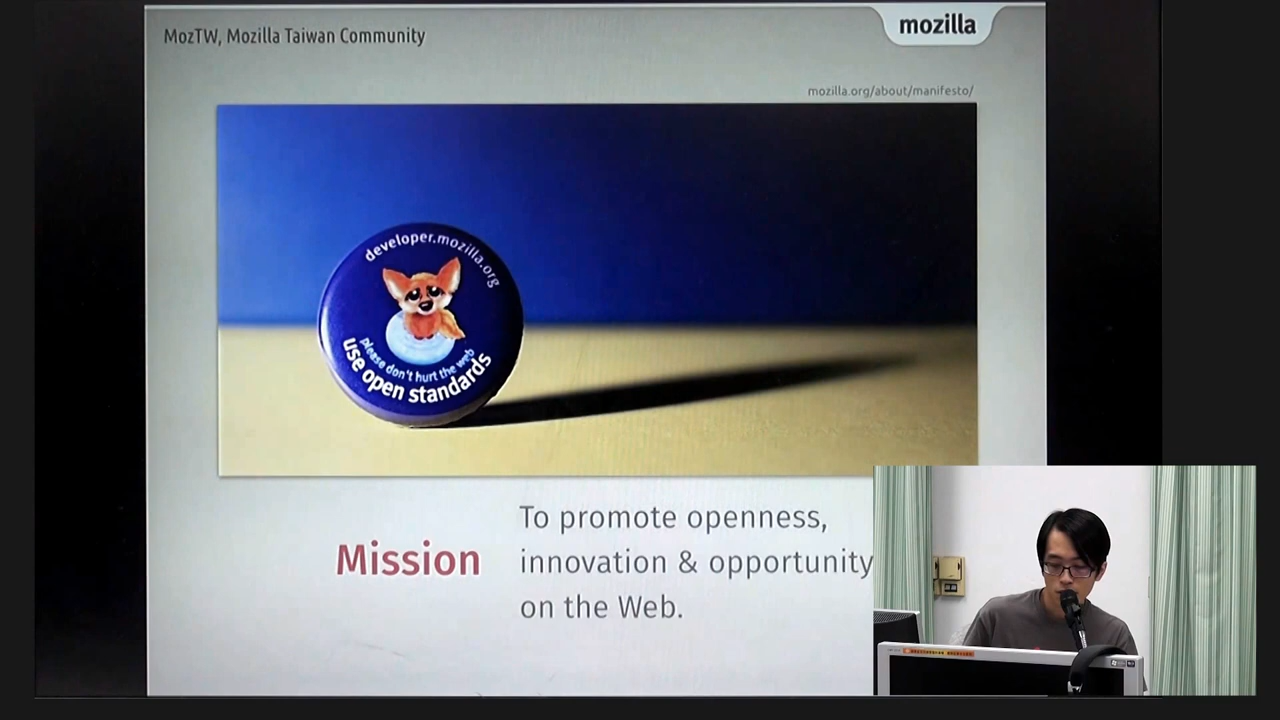 MozTW, Mozilla Taiwan Community
mozilla
mozilla.org/about/manifesto/
developer.mozilla.org
please don't hurt the web
use open standards
Mission
To promote openness,
innovation & opportunity
on the Web.